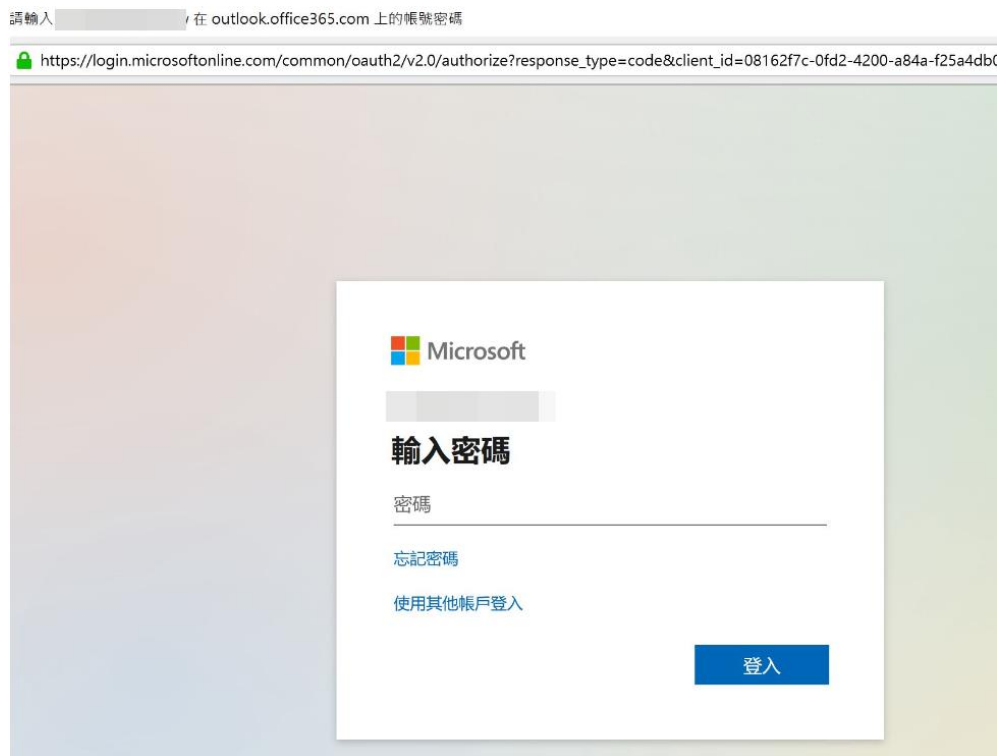 請輸入 在 outlook.office365.com 上的帳號密碼
https://login.microsoftonline.com/common/oauth2/v2.0/authorize?response_type=code&client_id=08162f7c-0fd2-4200-a84a-f25a4db0
Microsoft
輸入密碼
密碼
忘記密碼
使用其他帳戶登入
登入